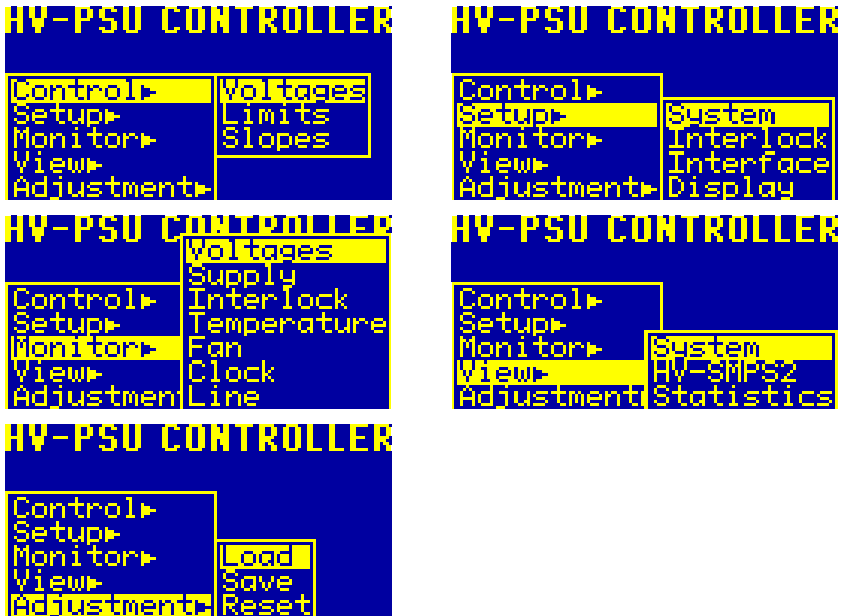 HV-PSU CONTROLLER
Control▶
Setup▶
Monitor▶
View▶
Adjustment▶
Voltages
Limits
Slopes
HV-PSU CONTROLLER
Control▶
Setup▶
Monitor▶
View▶
Adjustment▶
System
Interlock
Interface
Display
HV-PSU CONTROLLER
Control▶
Setup▶
Monitor▶
View▶
Adjustment
Voltages
Supply
Interlock
Temperature
Fan
Clock
Line
HV-PSU CONTROLLER
Control▶
Setup▶
Monitor▶
View▶
Adjustment
System
HV-SMPS2
Statistics
HV-PSU CONTROLLER
Control▶
Setup▶
Monitor▶
View▶
Adjustment▶
Load
Save
Reset